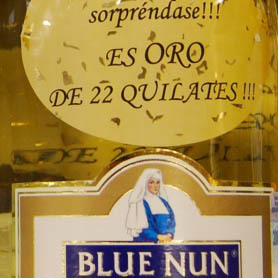 sorpréndase!!!
ES ORO
DE 22 QUILATES !!!
BLUE NUN®